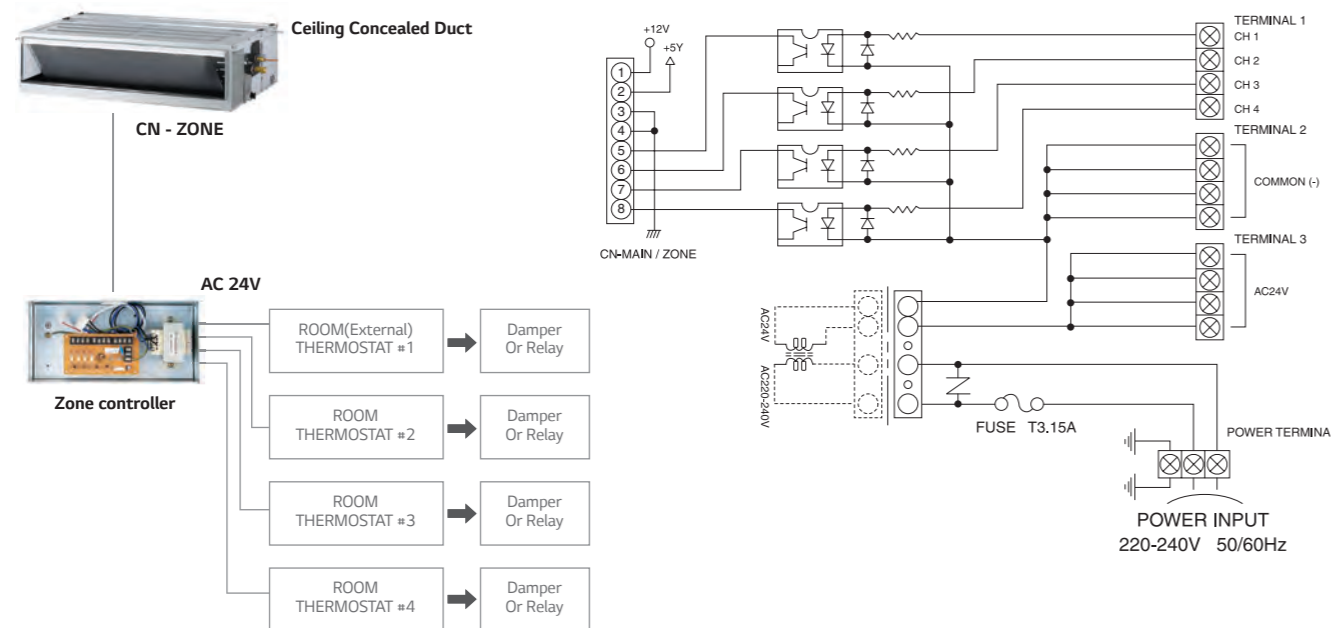 Ceiling Concealed Duct
CN - ZONE
AC 24V
Zone controller
ROOM(External)
THERMOSTAT #1
Damper
Or Relay
ROOM
THERMOSTAT #2
Damper
Or Relay
ROOM
THERMOSTAT #3
Damper
Or Relay
ROOM
THERMOSTAT #4
Damper
Or Relay
+12V
+5Y
1
2
3
4
5
6
7
8
CN-MAIN / ZONE
TERMINAL 1
CH 1
CH 2
CH 3
CH 4
TERMINAL 2
COMMON (-)
TERMINAL 3
AC24V
AC24V
AC220-240V
FUSE T3.15A
POWER TERMINA
POWER INPUT
220-240V 50/60Hz